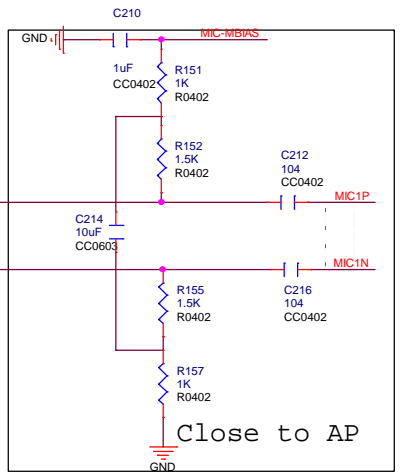 C210
GND
MIC-MBIAS
1uF
CC0402
R151
1K
R0402
R152
1.5K
R0402
C212
104
CC0402
MIC1P
C214
10uF
CC0603
MIC1N
R155
1.5K
R0402
C216
104
CC0402
R157
1K
R0402
Close to AP
GND